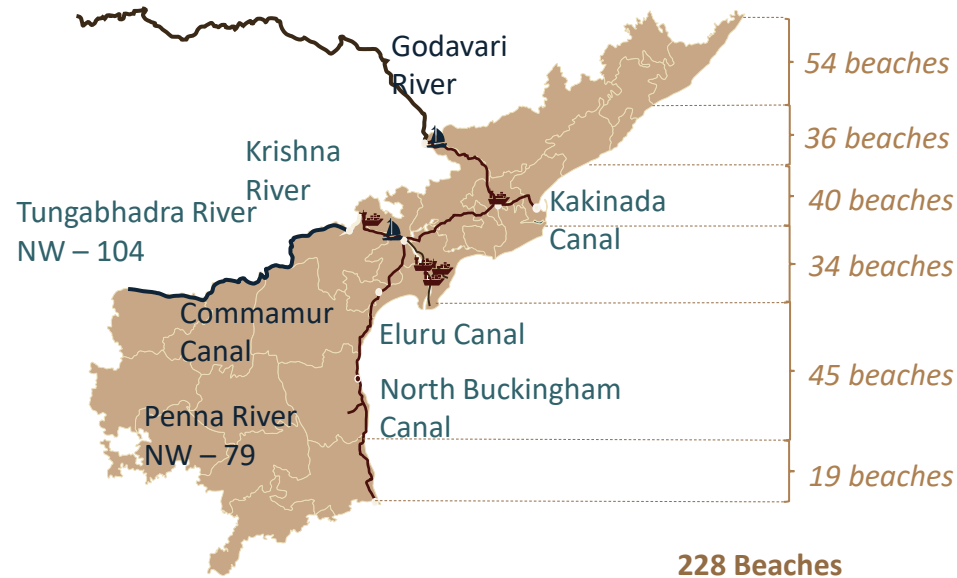 Godavari
River
54 beaches
36 beaches
Krishna
River
Tungabhadra River
NW – 104
40 beaches
Kakinada
Canal
34 beaches
Commamur
Canal
Eluru Canal
45 beaches
North Buckingham
Canal
Penna River
NW – 79
19 beaches
228 Beaches